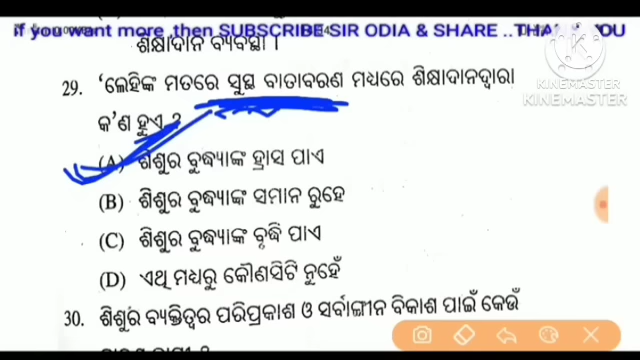 if you want more ,then SUBSCRIBE SIR ODIA & SHARE ..THANK YOU
ଶିକ୍ଷାଦାନ ବ୍ୟବସ୍ଥା ।
29. ‘ଲେହିଙ୍କ ମତରେ ସୁସ୍ଥ ବାତାବରଣ ମଧ୍ୟରେ ଶିକ୍ଷାଦାନଦ୍ୱାରା
କ’ଣ ହୁଏ ?
(A) ଶିଶୁର ବୁଦ୍ଧ୍ୟାଙ୍କ ହ୍ରାସ ପାଏ
(B) ଶିଶୁର ବୁଦ୍ଧ୍ୟାଙ୍କ ସମାନ ରୁହେ
(C) ଶିଶୁର ବୁଦ୍ଧ୍ୟାଙ୍କ ବୃଦ୍ଧି ପାଏ
(D) ଏଥି ମଧ୍ୟରୁ କୌଣସିଟି ନୁହେଁ
30. ଶିଶୁର ବ୍ୟକ୍ତିତ୍ୱର ପରିପ୍ରକାଶ ଓ ସର୍ବାଙ୍ଗୀନ ବିକାଶ ପାଇଁ କେଉଁ
KINEMASTER
KINEMASTER